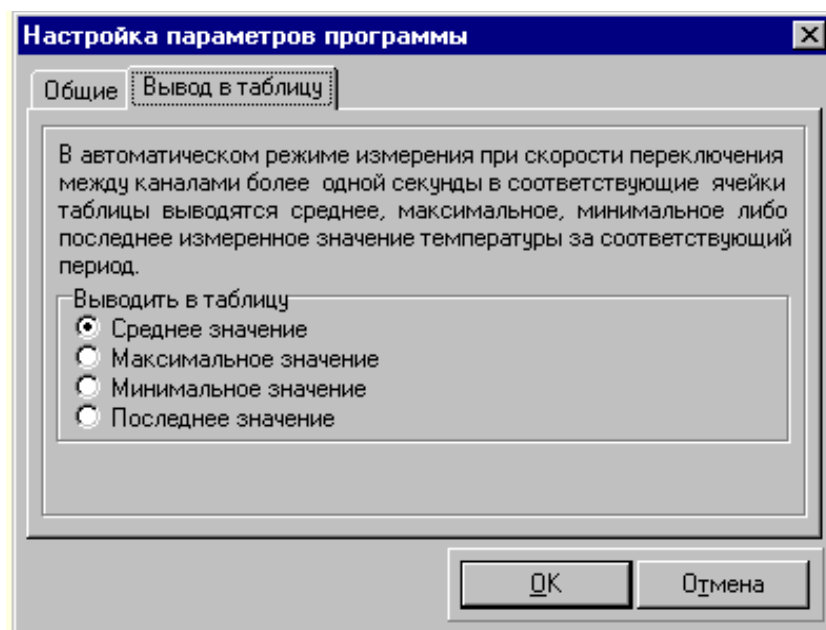 Настройка параметров программы
Общие
Вывод в таблицу
В автоматическом режиме измерения при скорости переключения
между каналами более одной секунды в соответствующие ячейки
таблицы выводятся среднее, максимальное, минимальное либо
последнее измеренное значение температуры за соответствующий
период.
Выводить в таблицу
Среднее значение
Максимальное значение
Минимальное значение
Последнее значение
OK
Отмена